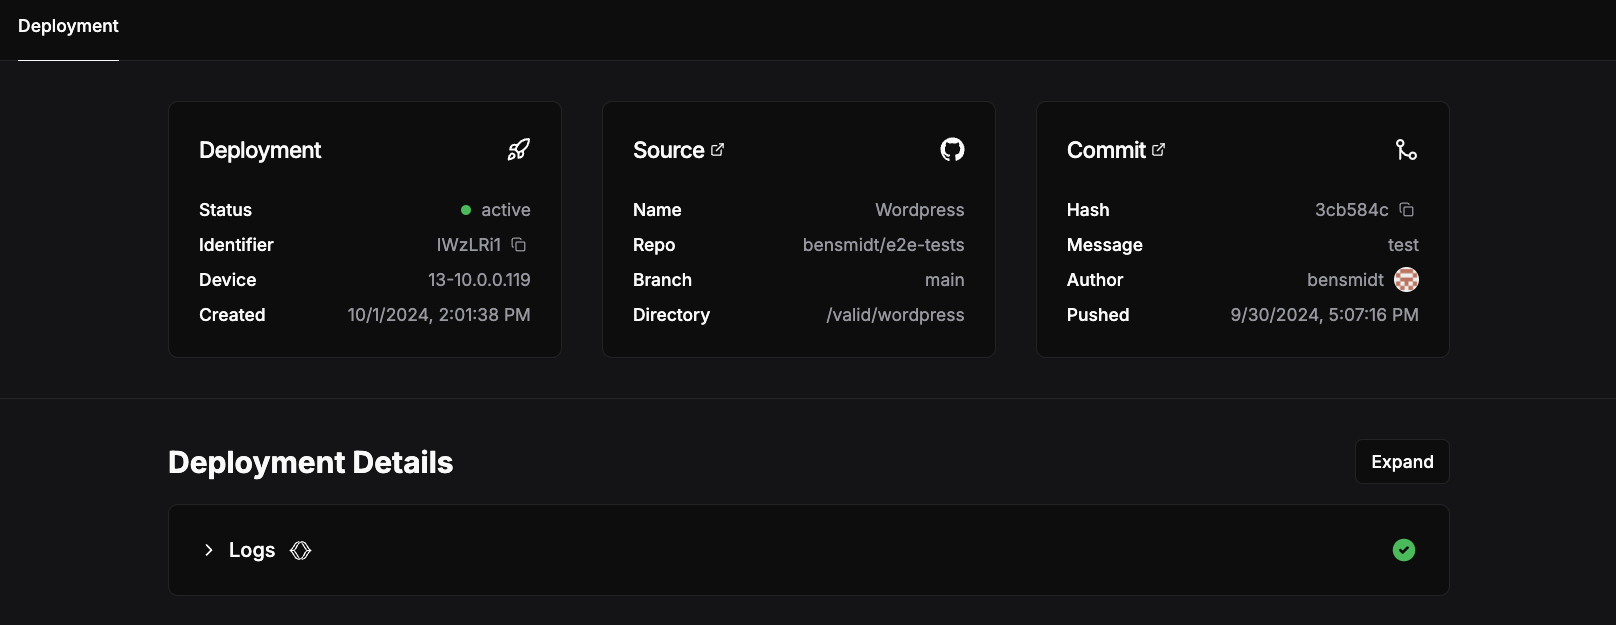 Deployment
Deployment
Status active
Identifier IWzLRi1
Device 13-10.0.0.119
Created 10/1/2024, 2:01:38 PM
Source
Name Wordpress
Repo bensmidt/e2e-tests
Branch main
Directory /valid/wordpress
Commit
Hash 3cb584c
Message test
Author bensmidt
Pushed 9/30/2024, 5:07:16 PM
Deployment Details
Expand
Logs